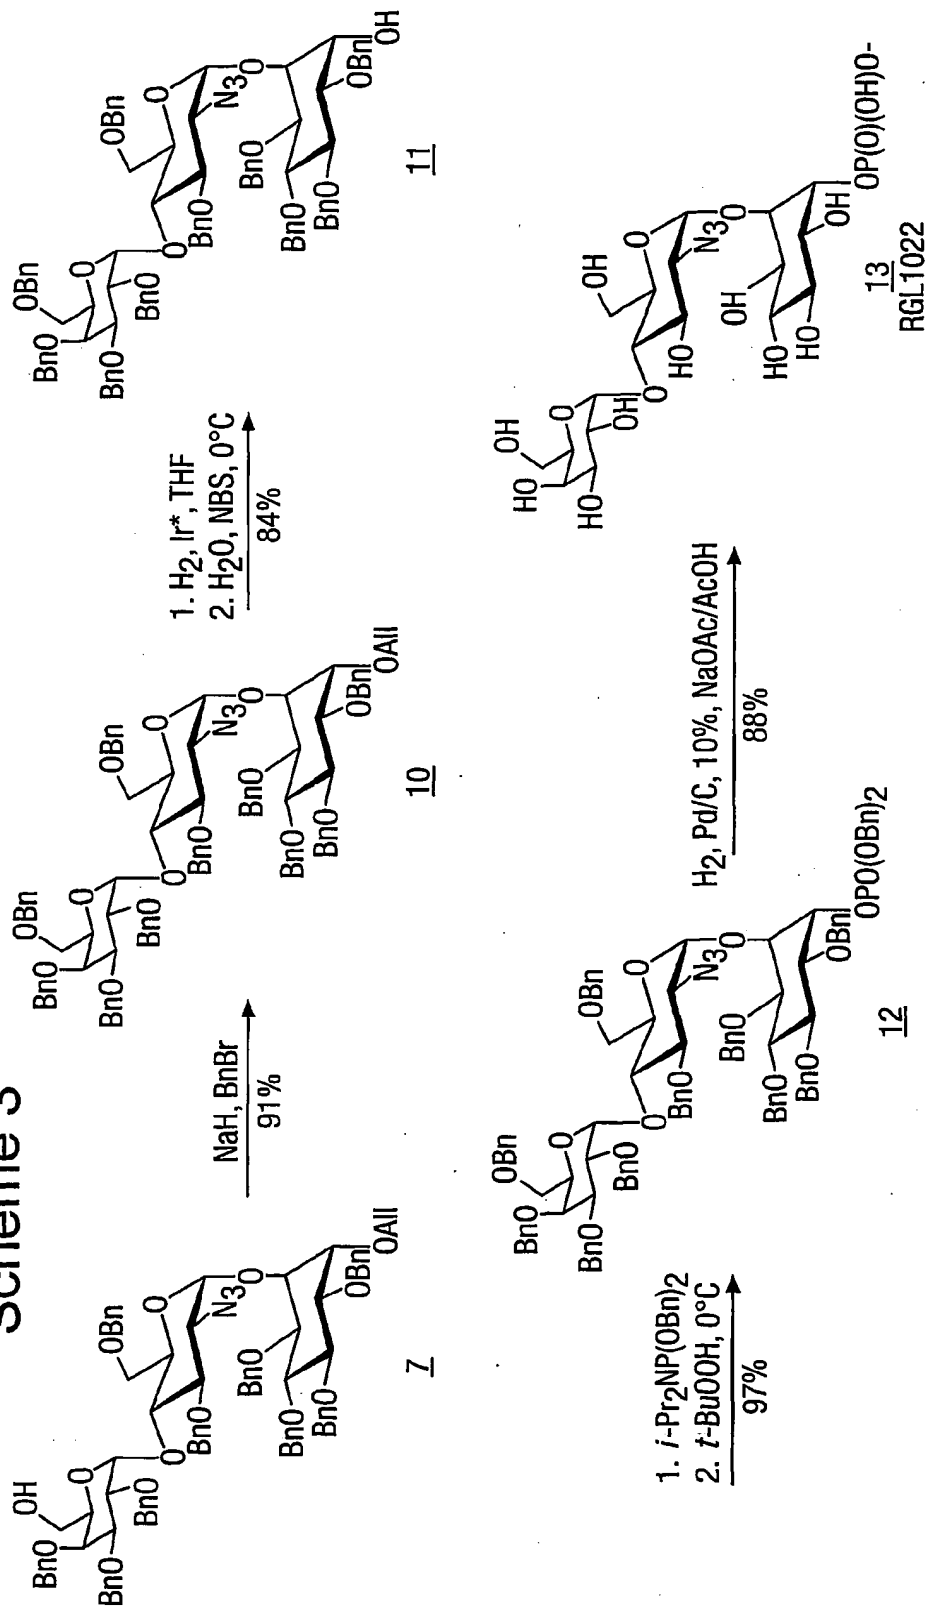 Scheme 3
BnO
OH
O
BnO
BnO
O
OBn
O
BnO
N3
O
BnO
BnO
BnO
OBn
OAll
7
NaH, BnBr
91%
BnO
OBn
O
BnO
BnO
O
OBn
O
BnO
N3
O
BnO
BnO
BnO
OBn
OAll
10
1. H2, Ir*, THF
2. H2O, NBS, 0°C
84%
BnO
OBn
O
BnO
BnO
O
OBn
O
BnO
N3
O
BnO
BnO
BnO
OBn
OH
11
1. i-Pr2NP(OBn)2
2. t-BuOOH, 0°C
97%
BnO
OBn
O
BnO
BnO
O
OBn
O
BnO
N3
O
BnO
BnO
BnO
OBn
OPO(OBn)2
12
H2, Pd/C, 10%, NaOAc/AcOH
88%
HO
OH
O
HO
OH
O
OH
O
HO
N3
O
OH
HO
HO
OH
OP(O)(OH)O-
13
RGL1022